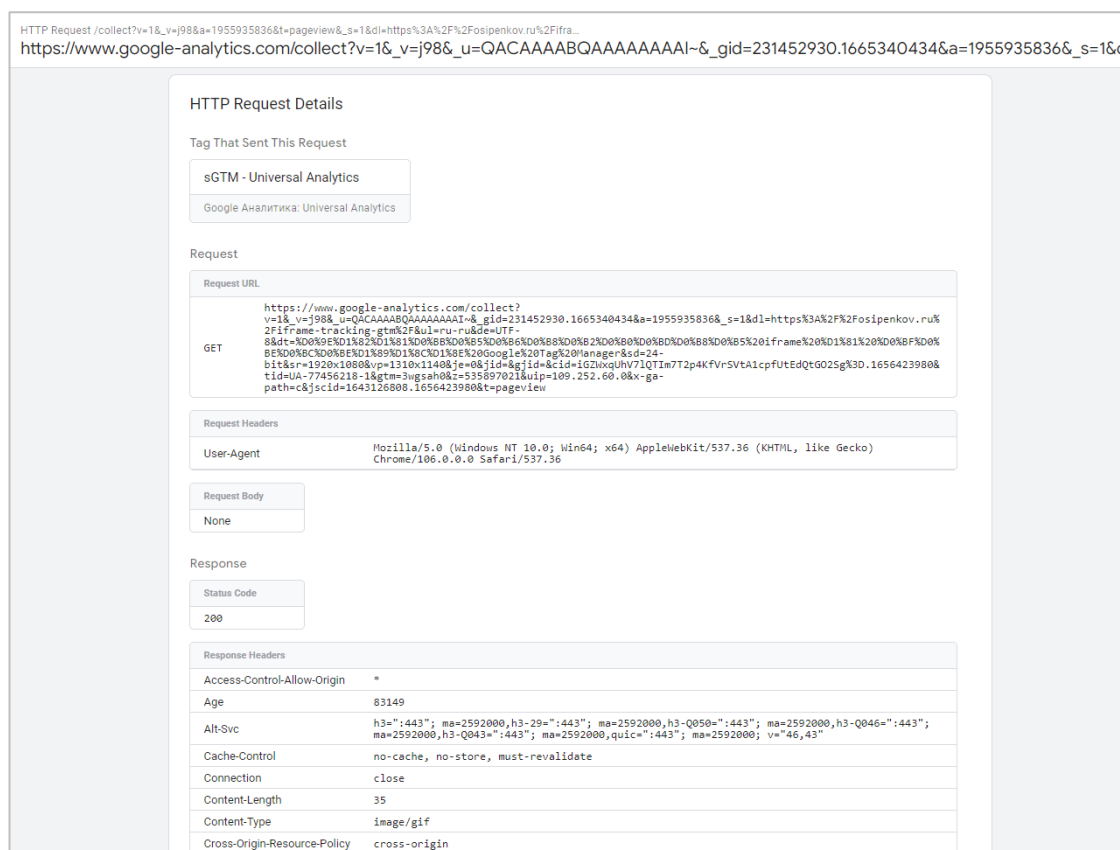 HTTP Request /collect?v=1&_v=j98&a=1955935836&t=pageview&_s=1&dl=https%3A%2F%2Fosipenkov.ru%2Fifra...
https://www.google-analytics.com/collect?v=1&_v=j98&_u=QACAAAABQAAAAAAAAI~&_gid=231452930.1665340434&a=1955935836&_s=1&
HTTP Request Details
Tag That Sent This Request
sGTM - Universal Analytics
Google Аналитика: Universal Analytics
Request
Request URL
GET
https://www.google-analytics.com/collect?
v=1&_v=j98&_u=QACAAAABQAAAAAAAAI~&_gid=231452930.1665340434&a=1955935836&_s=1&dl=https%3A%2F%2Fosipenkov.ru%
2Fiframe-tracking-gtm%2F&ul=ru-ru&de=UTF-
8&dt=%D0%9E%D1%82%D1%81%D0%BB%D0%B5%D0%B6%D0%B8%D0%B2%D0%B0%D0%BD%D0%B8%D0%B5%20iframe%20%D1%81%20%D0%BF%D0%
BE%D0%BC%D0%BE%D1%89%D1%8C%D1%8E%20Google%20Tag%20Manager&sd=24-
bit&sr=1920x1080&vp=1310x1140&je=0&jid=&gjid=&cid=iGZWxqUhV7lQTIm7T2p4KfVrSVtA1cpfUtEdQtGO2Sg%3D.1656423980&
tid=UA-77456218-1&gtm=3wgsah0&z=535897021&uip=109.252.60.0&x-ga-
path=c&jscid=1643126808.1656423980&t=pageview
Request Headers
User-Agent
Mozilla/5.0 (Windows NT 10.0; Win64; x64) AppleWebKit/537.36 (KHTML, like Gecko)
Chrome/106.0.0.0 Safari/537.36
Request Body
None
Response
Status Code
200
Response Headers
Access-Control-Allow-Origin *
Age 83149
Alt-Svc
h3=":443"; ma=2592000,h3-29=":443"; ma=2592000,h3-Q050=":443"; ma=2592000,h3-Q046=":443";
ma=2592000,h3-Q043=":443"; ma=2592000,quic=":443"; ma=2592000; v="46,43"
Cache-Control no-cache, no-store, must-revalidate
Connection close
Content-Length 35
Content-Type image/gif
Cross-Origin-Resource-Policy cross-origin